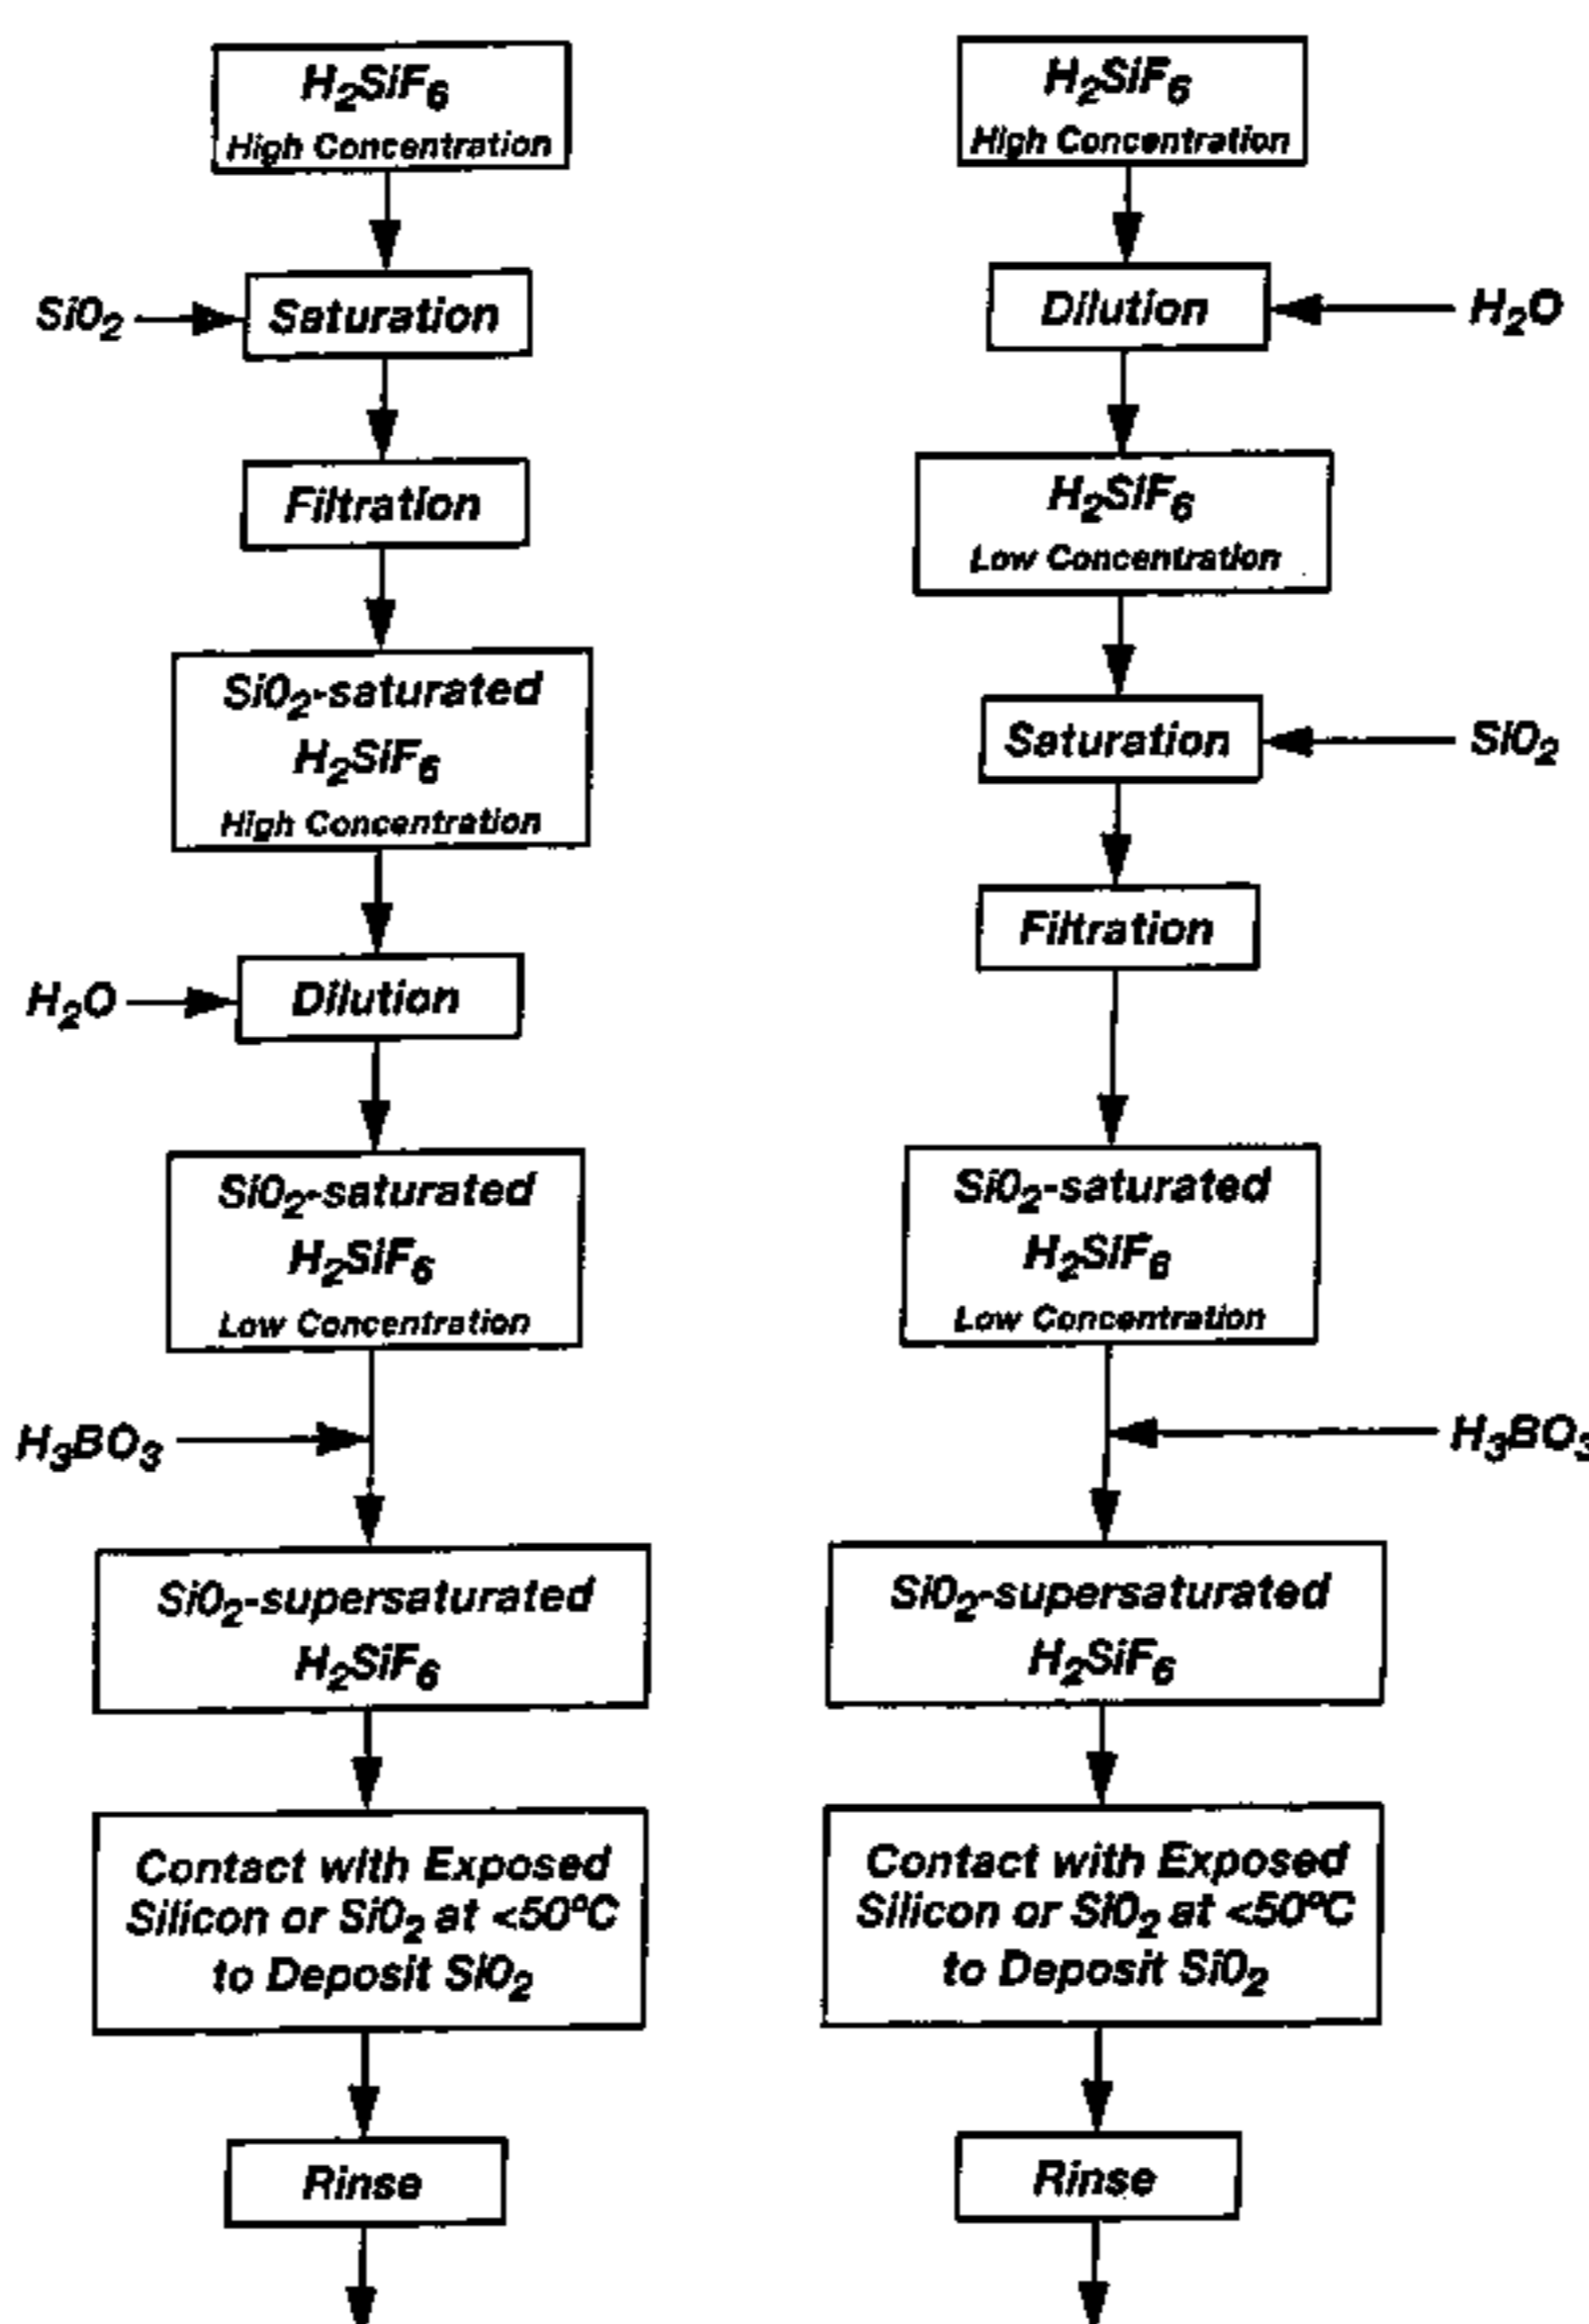 H₂SiF₆
High Concentration
SiO₂
Saturation
Filtration
SiO₂-saturated
H₂SiF₆
High Concentration
H₂O
Dilution
SiO₂-saturated
H₂SiF₆
Low Concentration
H₃BO₃
SiO₂-supersaturated
H₂SiF₆
Contact with Exposed
Silicon or SiO₂ at <50ºC
to Deposit SiO₂
Rinse
H₂SiF₆
High Concentration
Dilution
H₂O
H₂SiF₆
Low Concentration
Saturation
SiO₂
Filtration
SiO₂-saturated
H₂SiF₆
Low Concentration
H₃BO₃
SiO₂-supersaturated
H₂SiF₆
Contact with Exposed
Silicon or SiO₂ at <50ºC
to Deposit SiO₂
Rinse